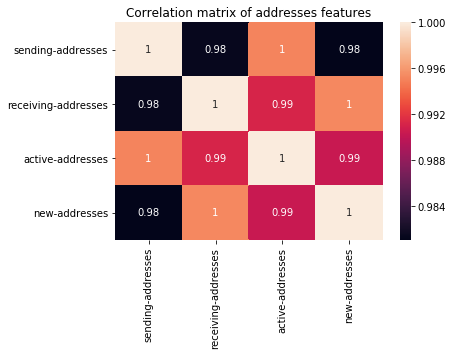 Correlation matrix of addresses features
sending-addresses 1 0.98 1 0.98
receiving-addresses 0.98 1 0.99 1
active-addresses 1 0.99 1 0.99
new-addresses 0.98 1 0.99 1
sending-addresses
receiving-addresses
active-addresses
new-addresses
1.000
0.996
0.992
0.988
0.984